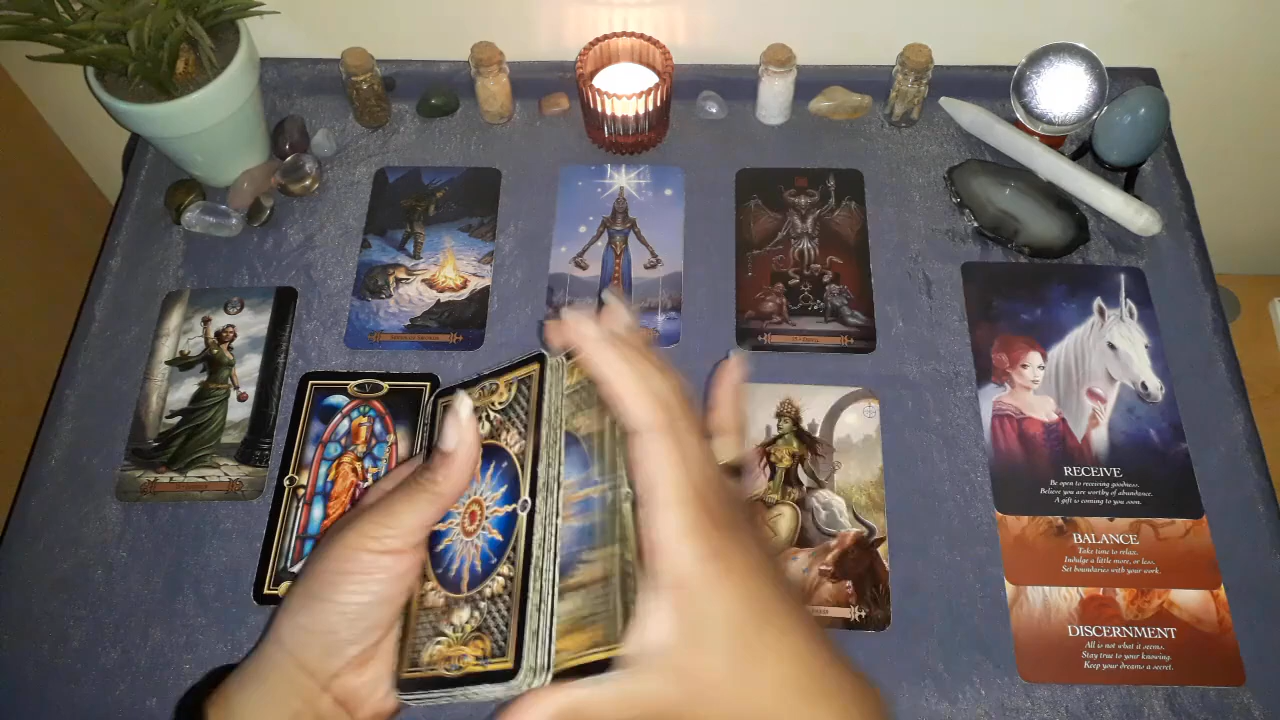 V
RECEIVE
Be open to receiving goodness.
Believe you are worthy of abundance.
A gift is coming to you soon.
BALANCE
Take time to relax.
Indulge a little more, or less.
Set boundaries with your work.
DISCERNMENT
All is not what it seems.
Stay true to your knowing.
Keep your dreams a secret.